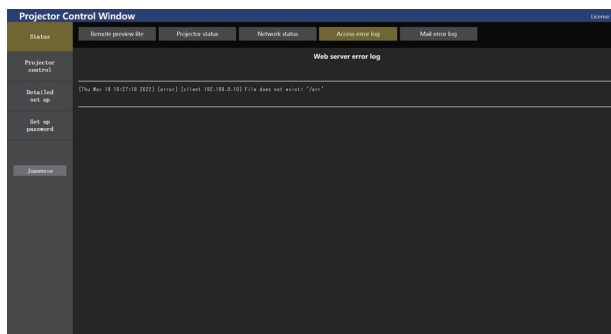 Projector Control Window
License
Status
Remote preview lite
Projector status
Network status
Access error log
Mail error log
Web server error log
Projector
control
Detailed
set up
[Thu Mar 10 10:27:18 2022] [error] [client 192.168.0.10] File does not exist: '/err'
Set up
password
Japanese